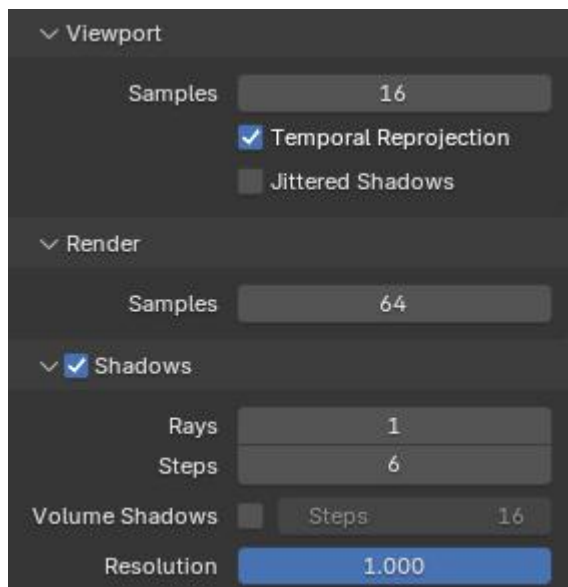 Viewport
Samples 16
Temporal Reprojection
Jittered Shadows
Render
Samples 64
Shadows
Rays 1
Steps 6
Volume Shadows Steps 16
Resolution 1.000